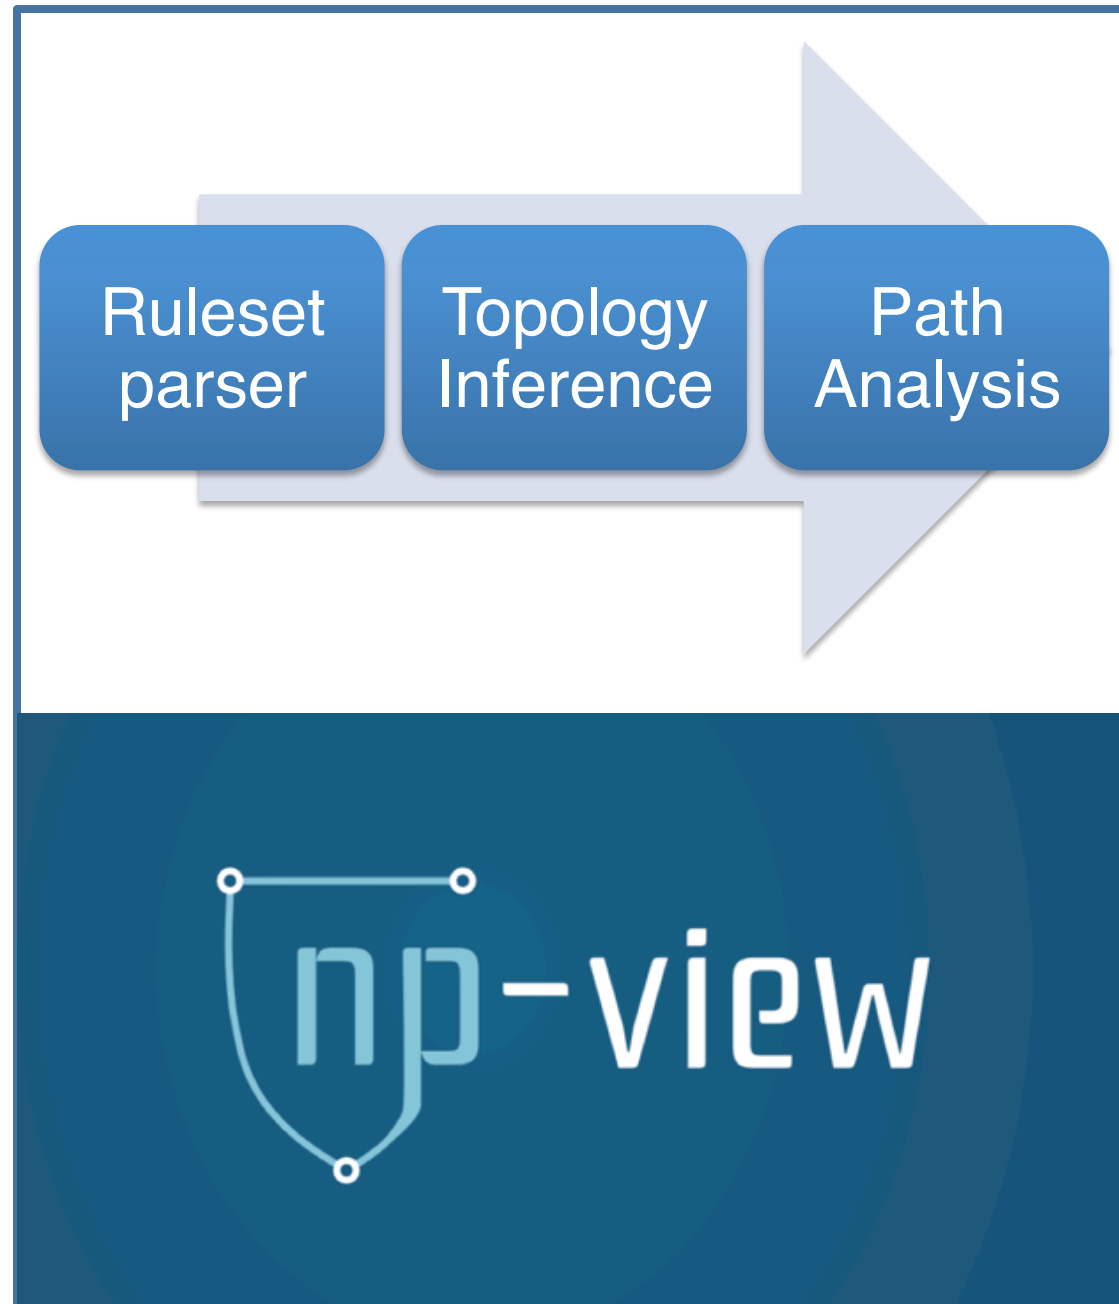 Ruleset
parser
Topology
Inference
Path
Analysis
np-view